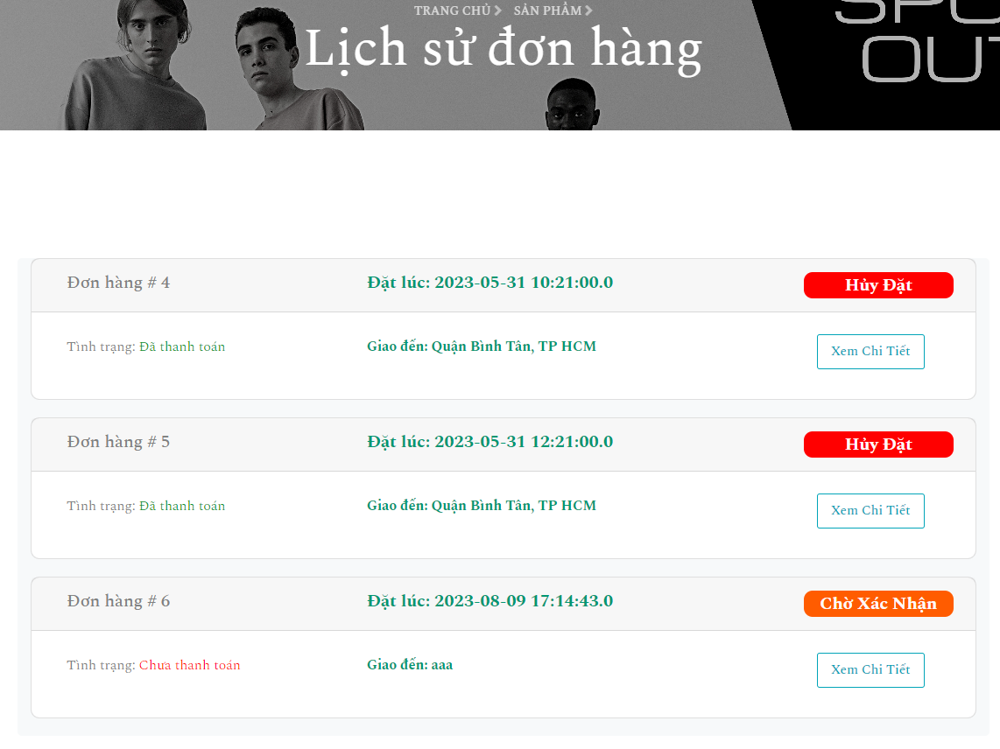 TRANG CHỦ SẢN PHẨM
Lịch sử đơn hàng
Đơn hàng # 4 Đặt lúc: 2023-05-31 10:21:00.0 Hủy Đặt
Tình trạng: Đã thanh toán Giao đến: Quận Bình Tân, TP HCM Xem Chi Tiết
Đơn hàng # 5 Đặt lúc: 2023-05-31 12:21:00.0 Hủy Đặt
Tình trạng: Đã thanh toán Giao đến: Quận Bình Tân, TP HCM Xem Chi Tiết
Đơn hàng # 6 Đặt lúc: 2023-08-09 17:14:43.0 Chờ Xác Nhận
Tình trạng: Chưa thanh toán Giao đến: aaa Xem Chi Tiết